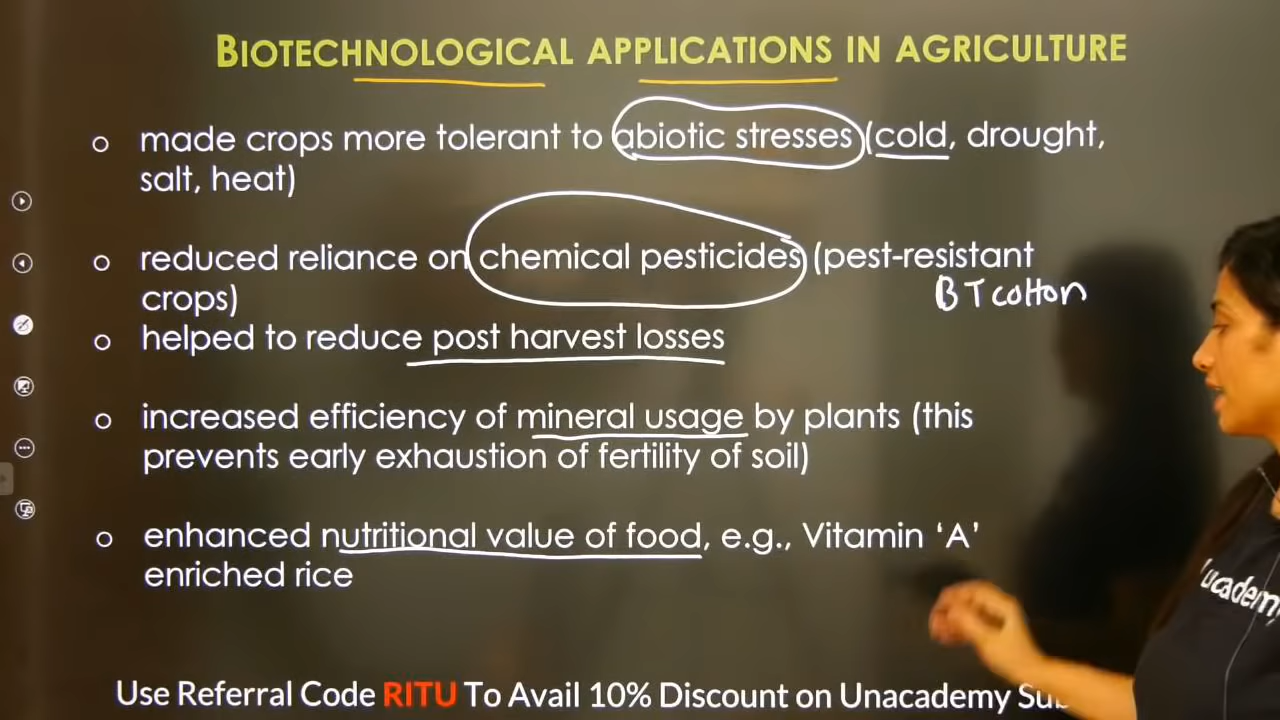 BIOTECHNOLOGICAL APPLICATIONS IN AGRICULTURE
made crops more tolerant to abiotic stresses (cold, drought,
salt, heat)
reduced reliance on chemical pesticides (pest-resistant
crops)
BT cotton
helped to reduce post harvest losses
increased efficiency of mineral usage by plants (this
prevents early exhaustion of fertility of soil)
enhanced nutritional value of food, e.g., Vitamin ‘A’
enriched rice
ucademy
Use Referral Code RITU To Avail 10% Discount on Unacademy